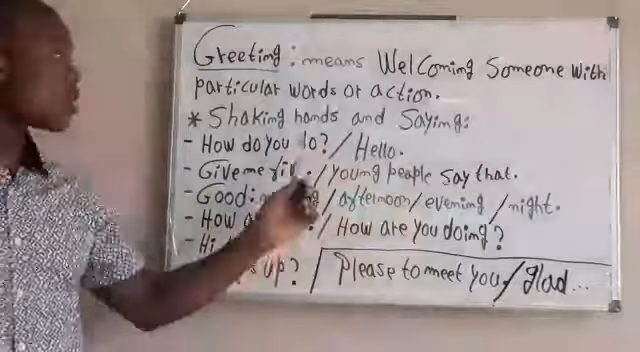 Greeting: means Welcoming Someone with
particular words or action.
* Shaking hands and Saying:
- How do you do? / Hello.
- Give me / young people say that.
- Good: / afternoon / evening / night.
- How / How are you doing?
- Hi
up? / Please to meet you / glad...